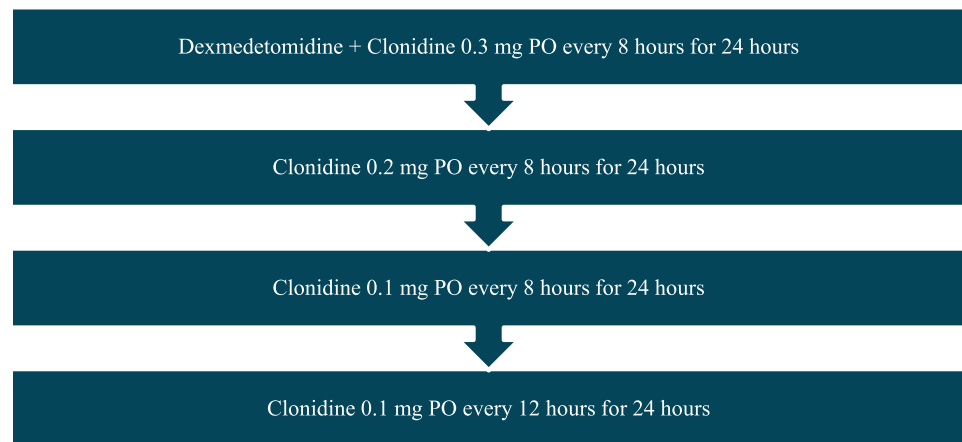 Dexmedetomidine + Clonidine 0.3 mg PO every 8 hours for 24 hours
Clonidine 0.2 mg PO every 8 hours for 24 hours
Clonidine 0.1 mg PO every 8 hours for 24 hours
Clonidine 0.1 mg PO every 12 hours for 24 hours